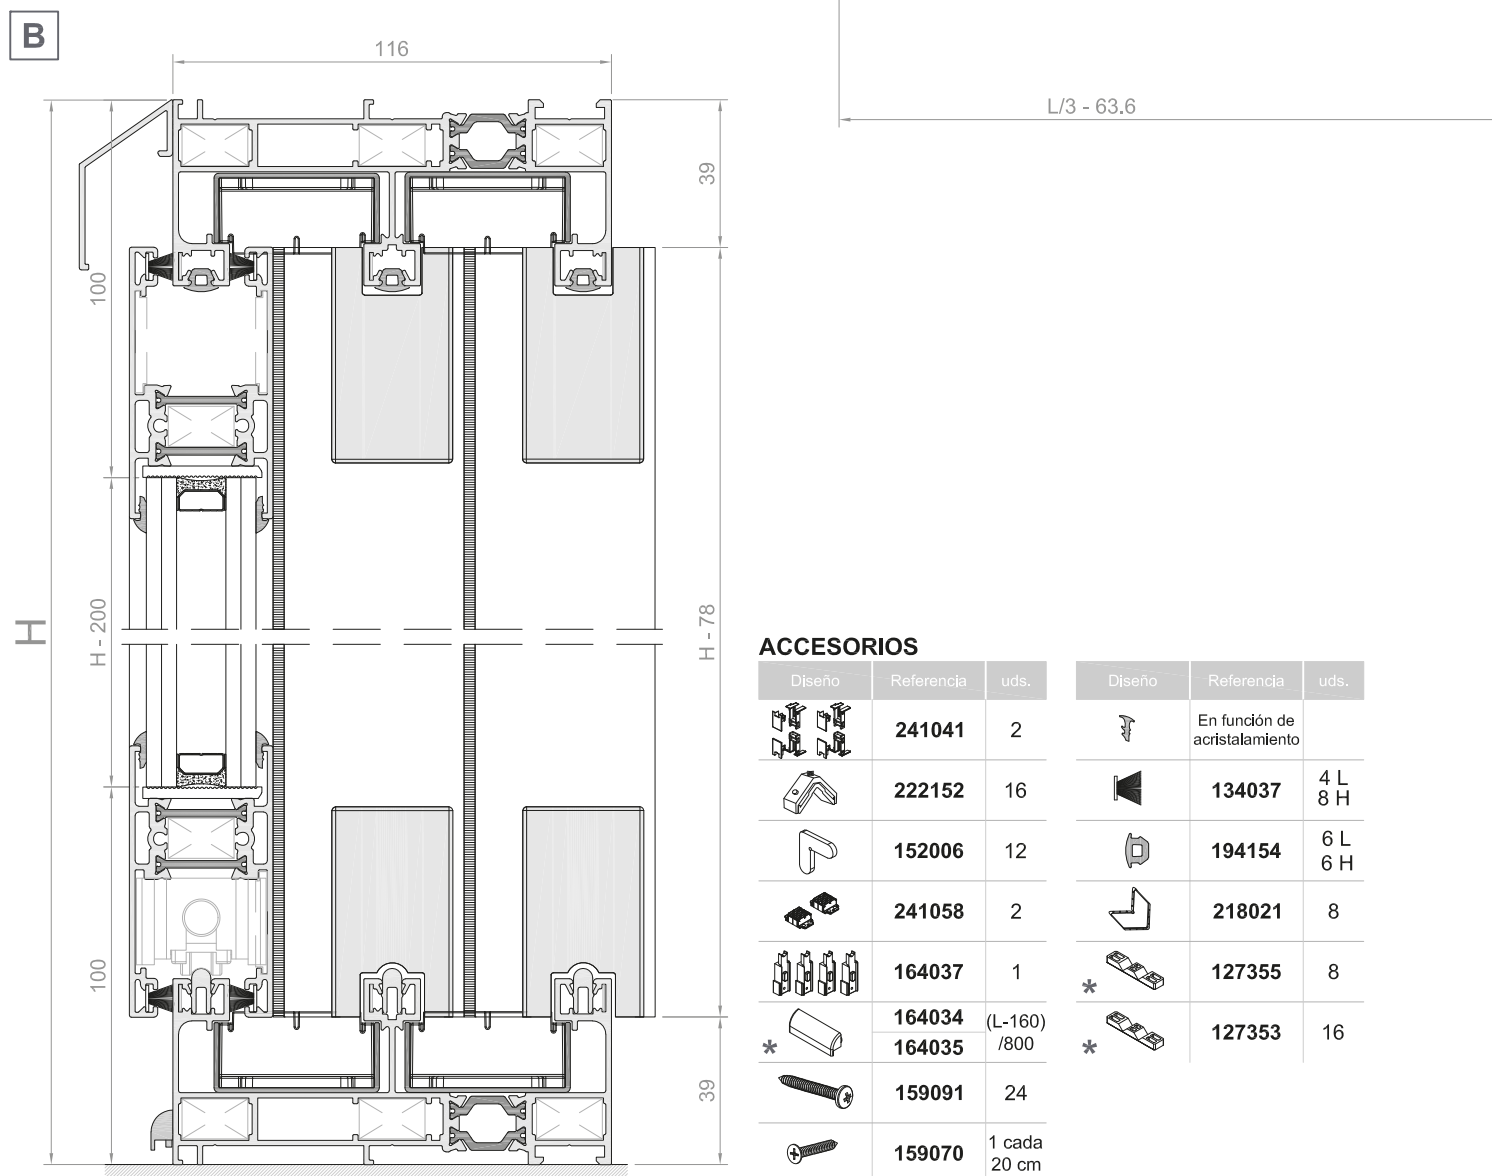 B
116
L/3 - 63.6
39
100
H
H - 200
H - 78
100
39
ACCESORIOS
Diseño Referencia uds.
241041 2
222152 16
152006 12
241058 2
164037 1
* 164034 (L-160)
164035 /800
159091 24
159070 1 cada
20 cm
Diseño Referencia uds.
En función de
acristalamiento
134037 4 L
8 H
194154 6 L
6 H
218021 8
* 127355 8
* 127353 16